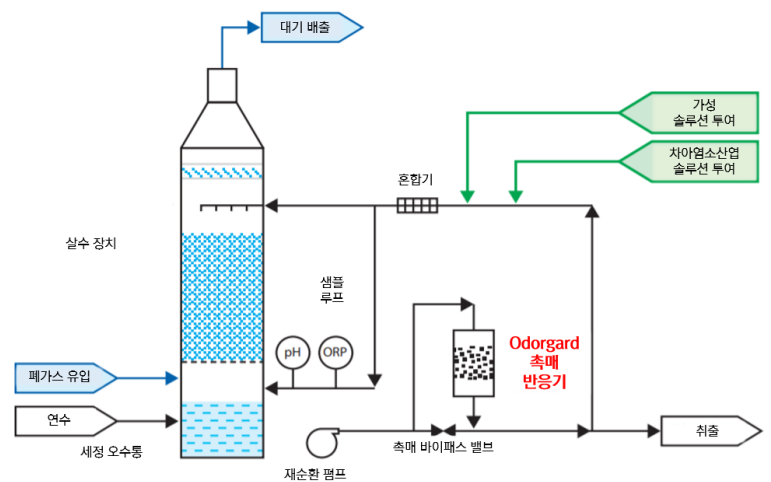 대기 배출
가성
솔루션 투여
차아염소산엽
솔루션 투여
혼합기
살수 장치
샘플
루프
pH
ORP
Odorgard
촉매
반응기
페가스 유입
연수
세정 오수통
재순환 펌프
촉매 바이패스 밸브
취출